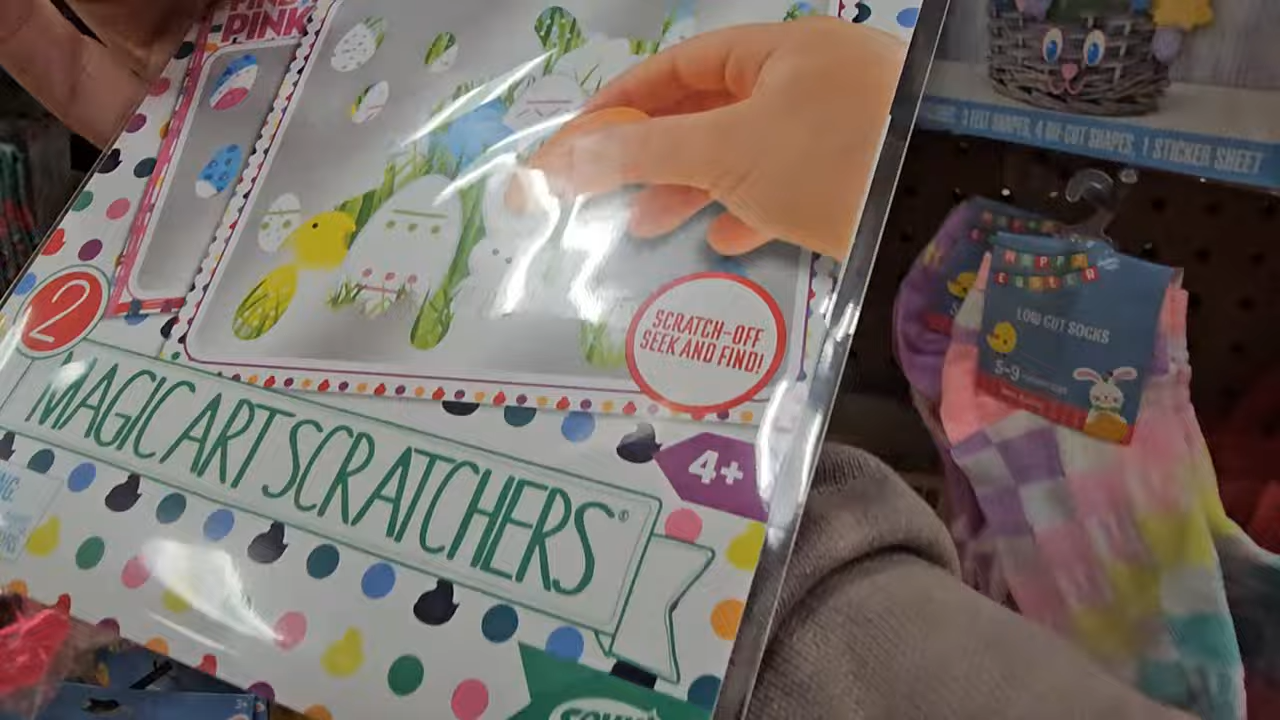 PINK
3 FELT SHAPES, 4 DIE-CUT SHAPES, 1 STICKER SHEET
HAPPY
EASTER
LOW CUT SOCKS
5-9
SCRATCH-OFF
SEEK AND FIND!
2
MAGIC ART SCRATCHERS®
4+